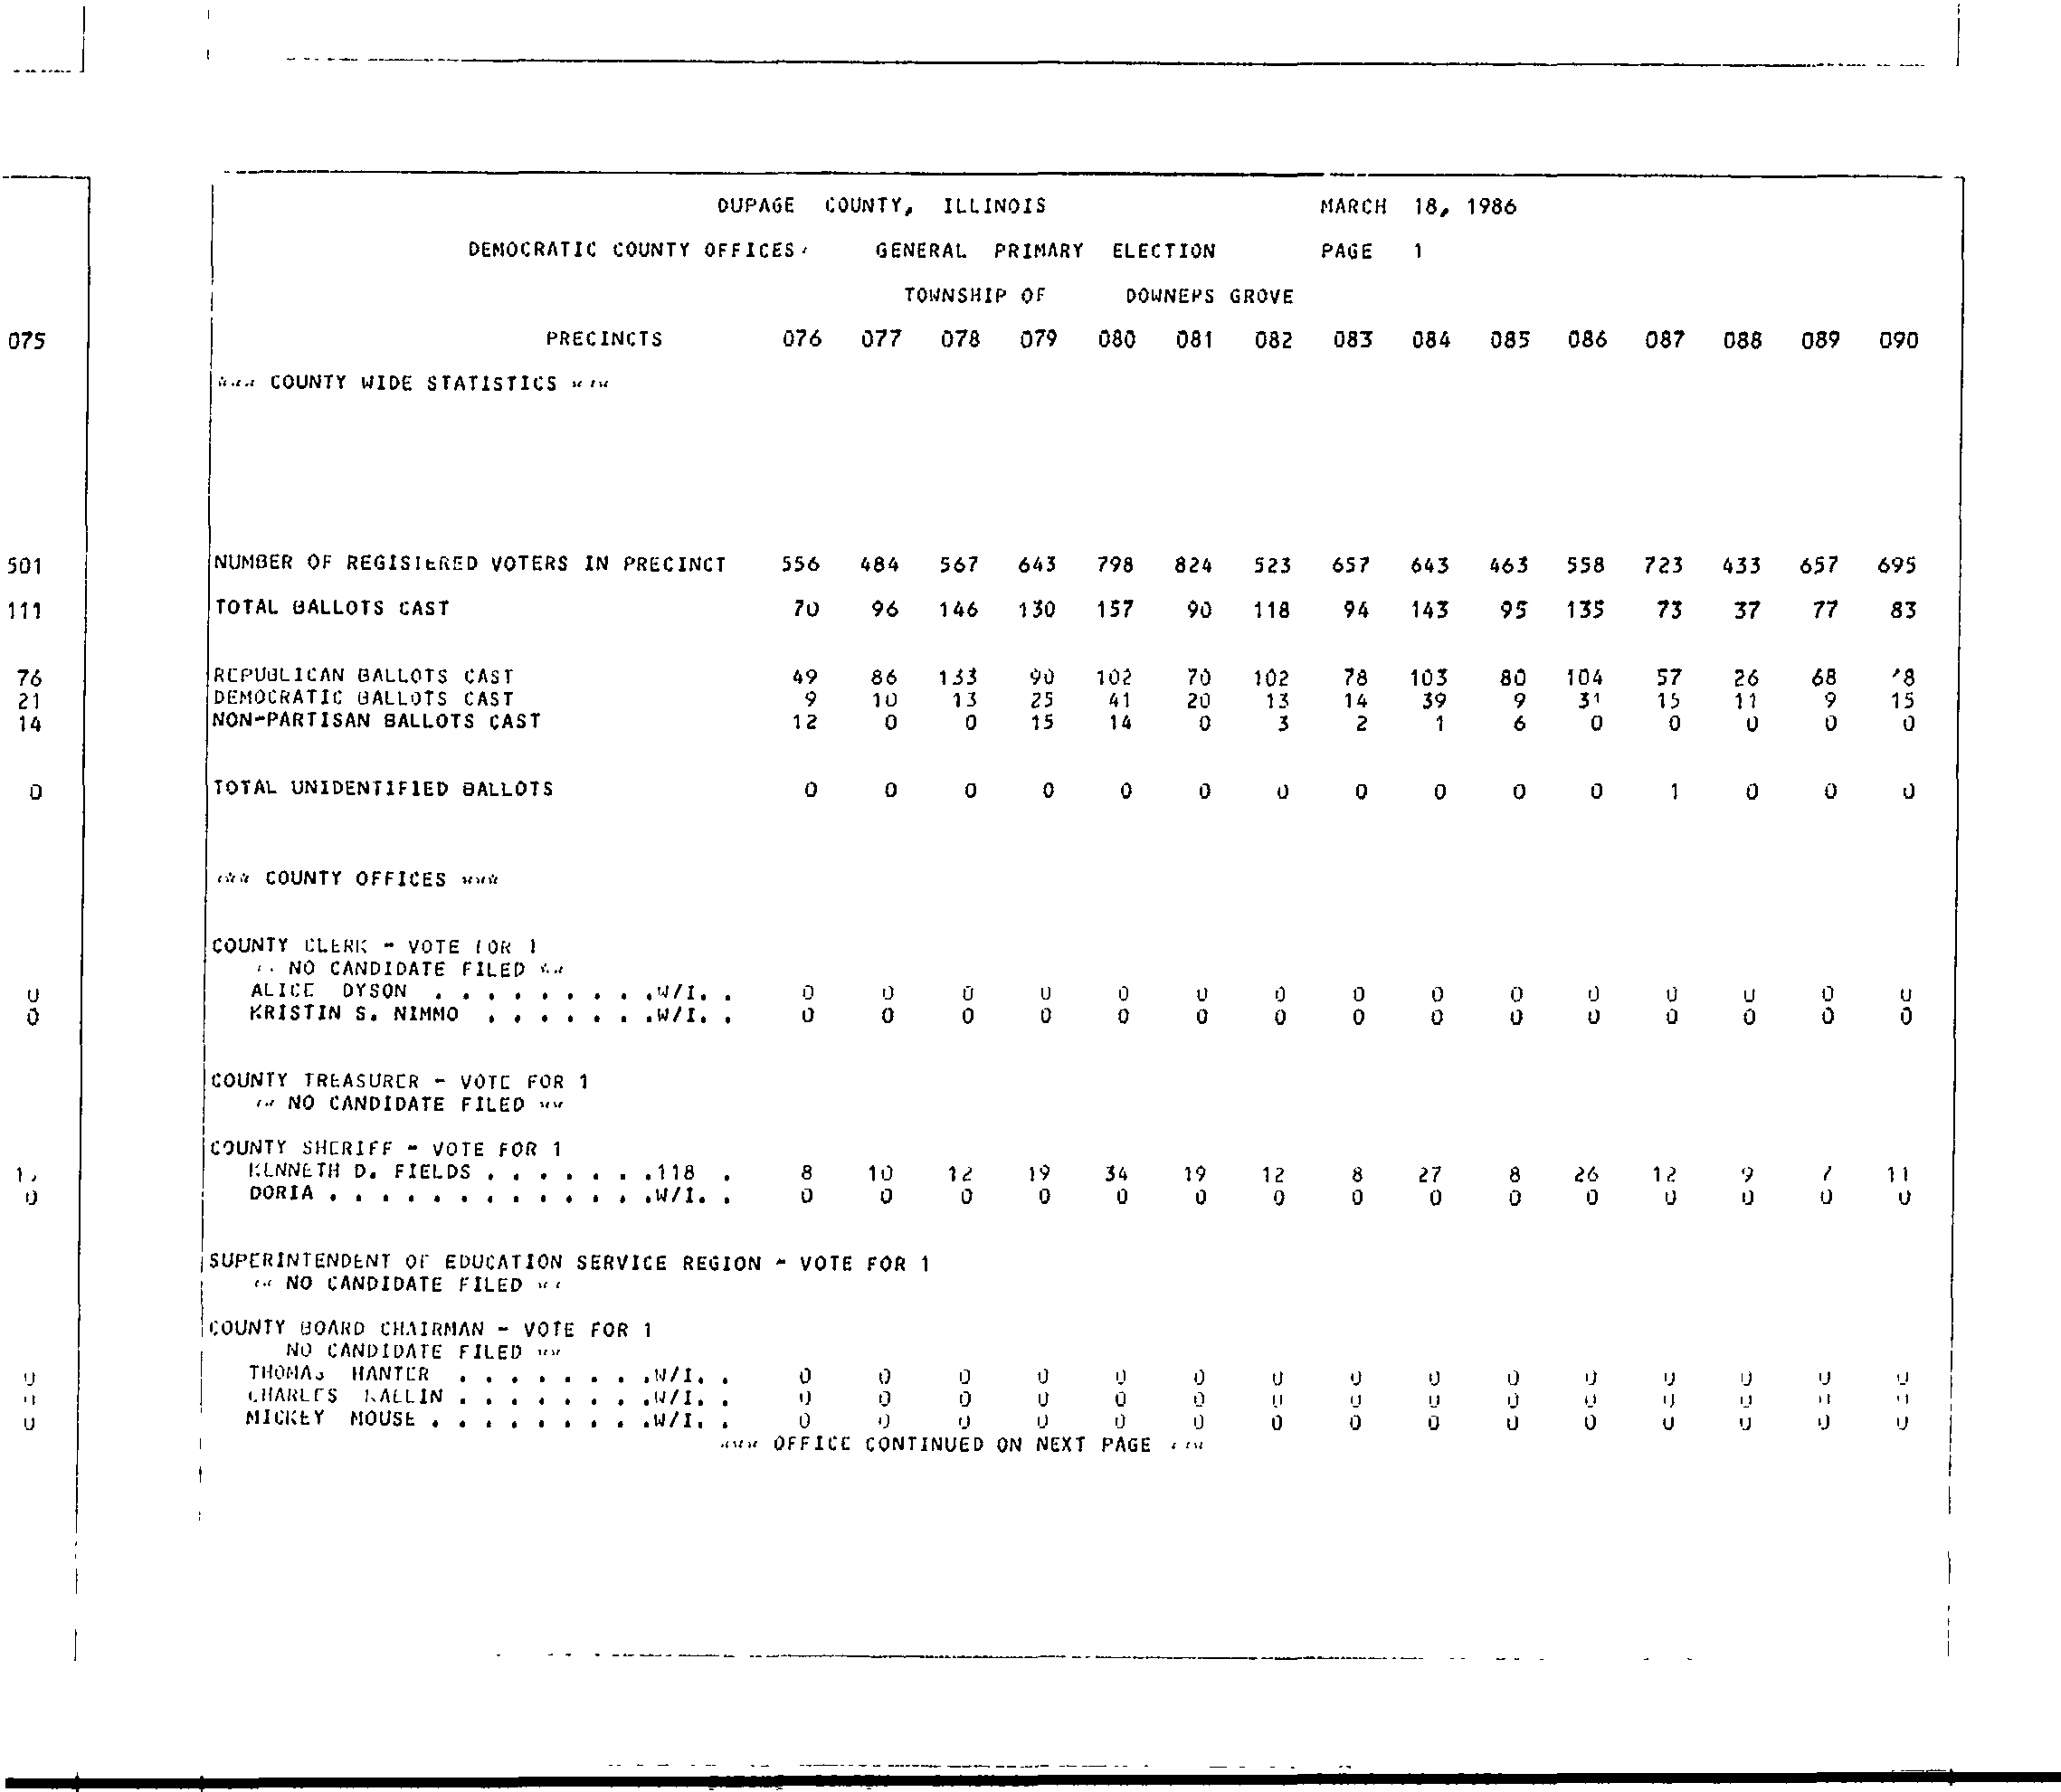 DUPAGE COUNTY, ILLINOIS MARCH 18, 1986
DEMOCRATIC COUNTY OFFICES GENERAL PRIMARY ELECTION PAGE 1
TOWNSHIP OF DOWNERS GROVE
075 PRECINCTS 076 077 078 079 080 081 082 083 084 085 086 087 088 089 090
*** COUNTY WIDE STATISTICS ***
501 NUMBER OF REGISTERED VOTERS IN PRECINCT 556 484 567 643 798 824 523 657 643 463 558 723 433 657 695
111 TOTAL BALLOTS CAST 70 96 146 130 157 90 118 94 143 95 135 73 37 77 83
76 REPUBLICAN BALLOTS CAST 49 86 133 90 102 70 102 78 103 80 104 57 26 68
21 DEMOCRATIC BALLOTS CAST 9 10 13 25 41 20 13 14 39 9 31 15 11 9 15
14 NON-PARTISAN BALLOTS CAST 12 0 0 15 14 0 3 2 1 6 0 0 0 0 0
0 TOTAL UNIDENTIFIED BALLOTS 0 0 0 0 0 0 0 0 0 0 0 1 0 0 0
*** COUNTY OFFICES ***
COUNTY CLERK - VOTE FOR 1
** NO CANDIDATE FILED **
0 ALICE DYSON . . . . . . . . .W/I. . 0 0 0 0 0 0 0 0 0 0 0 0 0 0 0
0 KRISTIN S. NIMMO . . . . . . .W/I. . 0 0 0 0 0 0 0 0 0 0 0 0 0 0 0
COUNTY TREASURER - VOTE FOR 1
** NO CANDIDATE FILED **
COUNTY SHERIFF - VOTE FOR 1
KENNETH D. FIELDS . . . . . . .118 . 8 10 12 19 34 19 12 8 27 8 26 12 9 7 11
0 DORIA . . . . . . . . . . . . .W/I. . 0 0 0 0 0 0 0 0 0 0 0 0 0 0 0
SUPERINTENDENT OF EDUCATION SERVICE REGION - VOTE FOR 1
** NO CANDIDATE FILED **
COUNTY BOARD CHAIRMAN - VOTE FOR 1
NO CANDIDATE FILED **
0 THOMAS HANTER . . . . . . . .W/I. . 0 0 0 0 0 0 0 0 0 0 0 0 0 0 0
0 CHARLES KALLIN . . . . . . . .W/I. . 0 0 0 0 0 0 0 0 0 0 0 0 0 0 0
0 MICKEY MOUSE . . . . . . . . .W/I. . 0 0 0 0 0 0 0 0 0 0 0 0 0 0 0
*** OFFICE CONTINUED ON NEXT PAGE ***